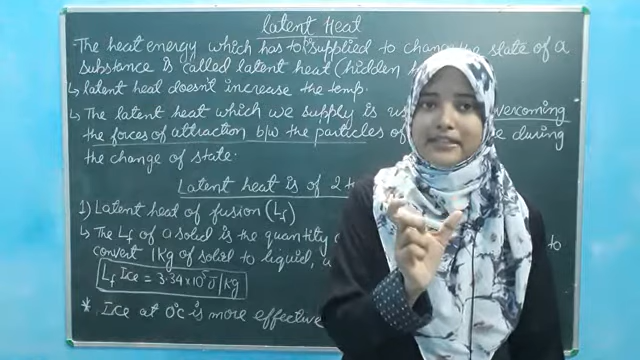 Latent Heat
The heat energy which has to supplied to change the state of a
substance is called latent heat (hidden
↳ latent heat doesn't increase the temp.
↳ The latent heat which we supply is overcoming
the forces of attraction b/w the particles of during
the change of state.
Latent heat is of 2
1) Latent heat of fusion (Lf)
↳ The Lf of a solid is the quantity to
convert 1kg of solid to liquid,
Lf Ice = 3.34×10⁵ J/kg
* Ice at 0°c is more effective